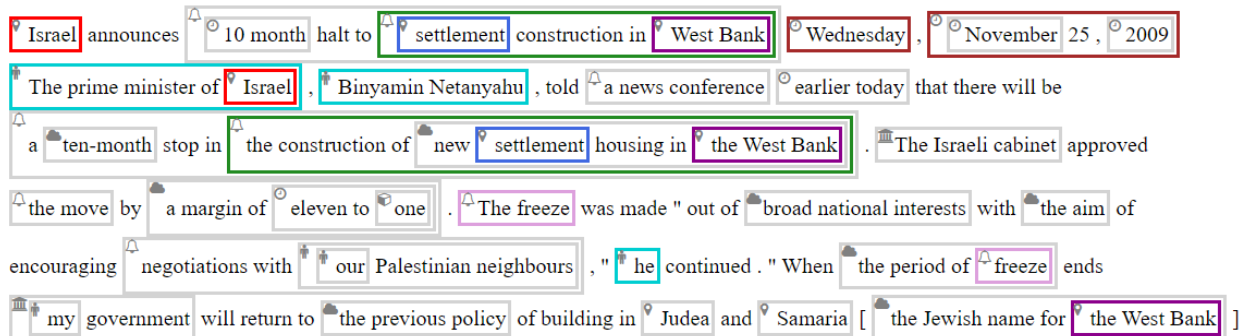 Israel announces 10 month halt to settlement construction in West Bank Wednesday , November 25 , 2009
The prime minister of Israel , Binyamin Netanyahu , told a news conference earlier today that there will be
a ten-month stop in the construction of new settlement housing in the West Bank . The Israeli cabinet approved
the move by a margin of eleven to one . The freeze was made " out of broad national interests with the aim of
encouraging negotiations with our Palestinian neighbours , " he continued . " When the period of freeze ends
my government will return to the previous policy of building in Judea and Samaria [ the Jewish name for the West Bank ]